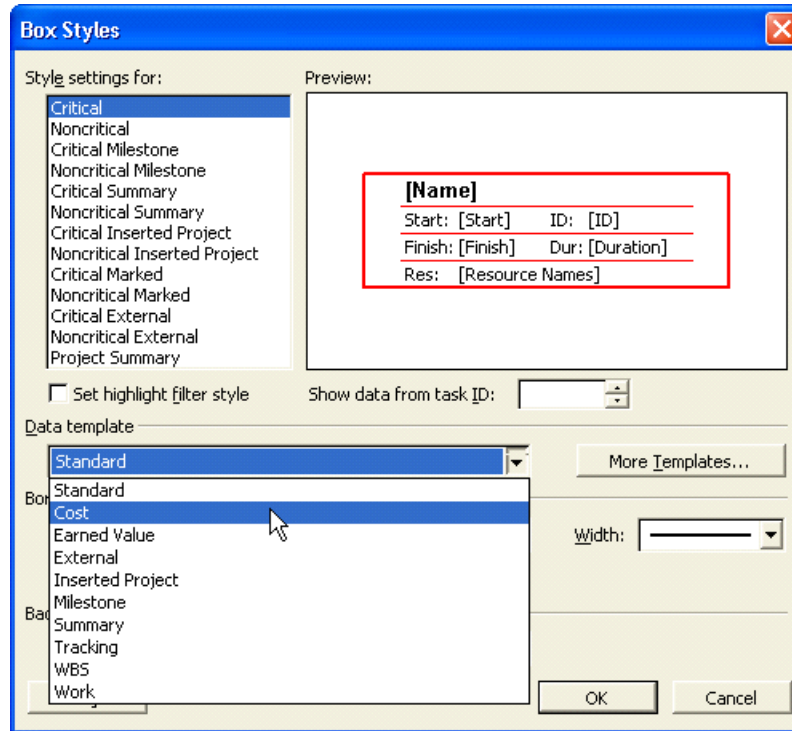 Box Styles
Style settings for:
Preview:
Critical
Noncritical
Critical Milestone
Noncritical Milestone
Critical Summary
Noncritical Summary
Critical Inserted Project
Noncritical Inserted Project
Critical Marked
Noncritical Marked
Critical External
Noncritical External
Project Summary
[Name]
Start: [Start] ID: [ID]
Finish: [Finish] Dur: [Duration]
Res: [Resource Names]
Set highlight filter style
Show data from task ID:
Data template
Standard
More Templates...
Standard
Cost
Earned Value
External
Inserted Project
Milestone
Summary
Tracking
WBS
Work
Width:
OK
Cancel